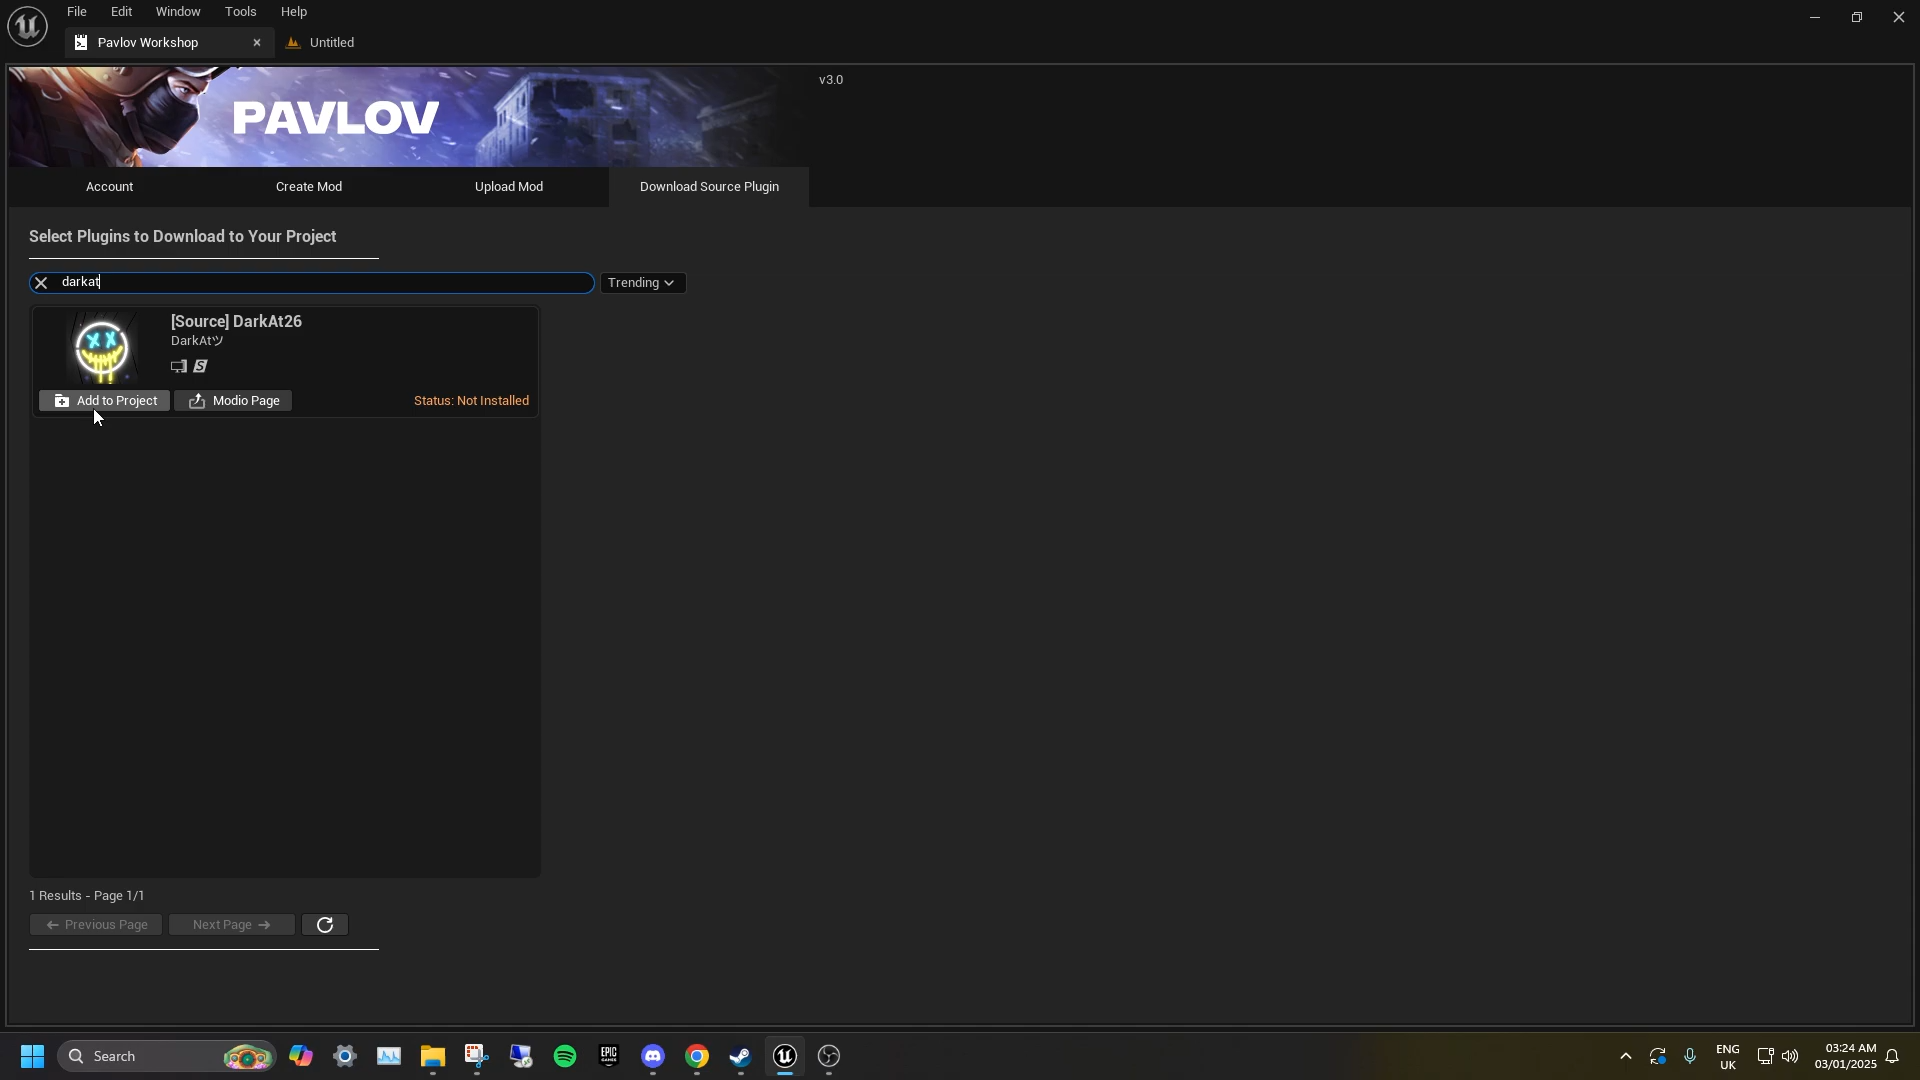 File Edit Window Tools Help
Pavlov Workshop
Untitled
PAVLOV
v3.0
Account Create Mod Upload Mod Download Source Plugin
Select Plugins to Download to Your Project
darkat
Trending
[Source] DarkAt26
DarkAtツ
Add to Project
Modio Page
Status: Not Installed
1 Results - Page 1/1
Previous Page
Next Page
Search
EPIC
GAMES
ENG
UK
03:24 AM
03/01/2025